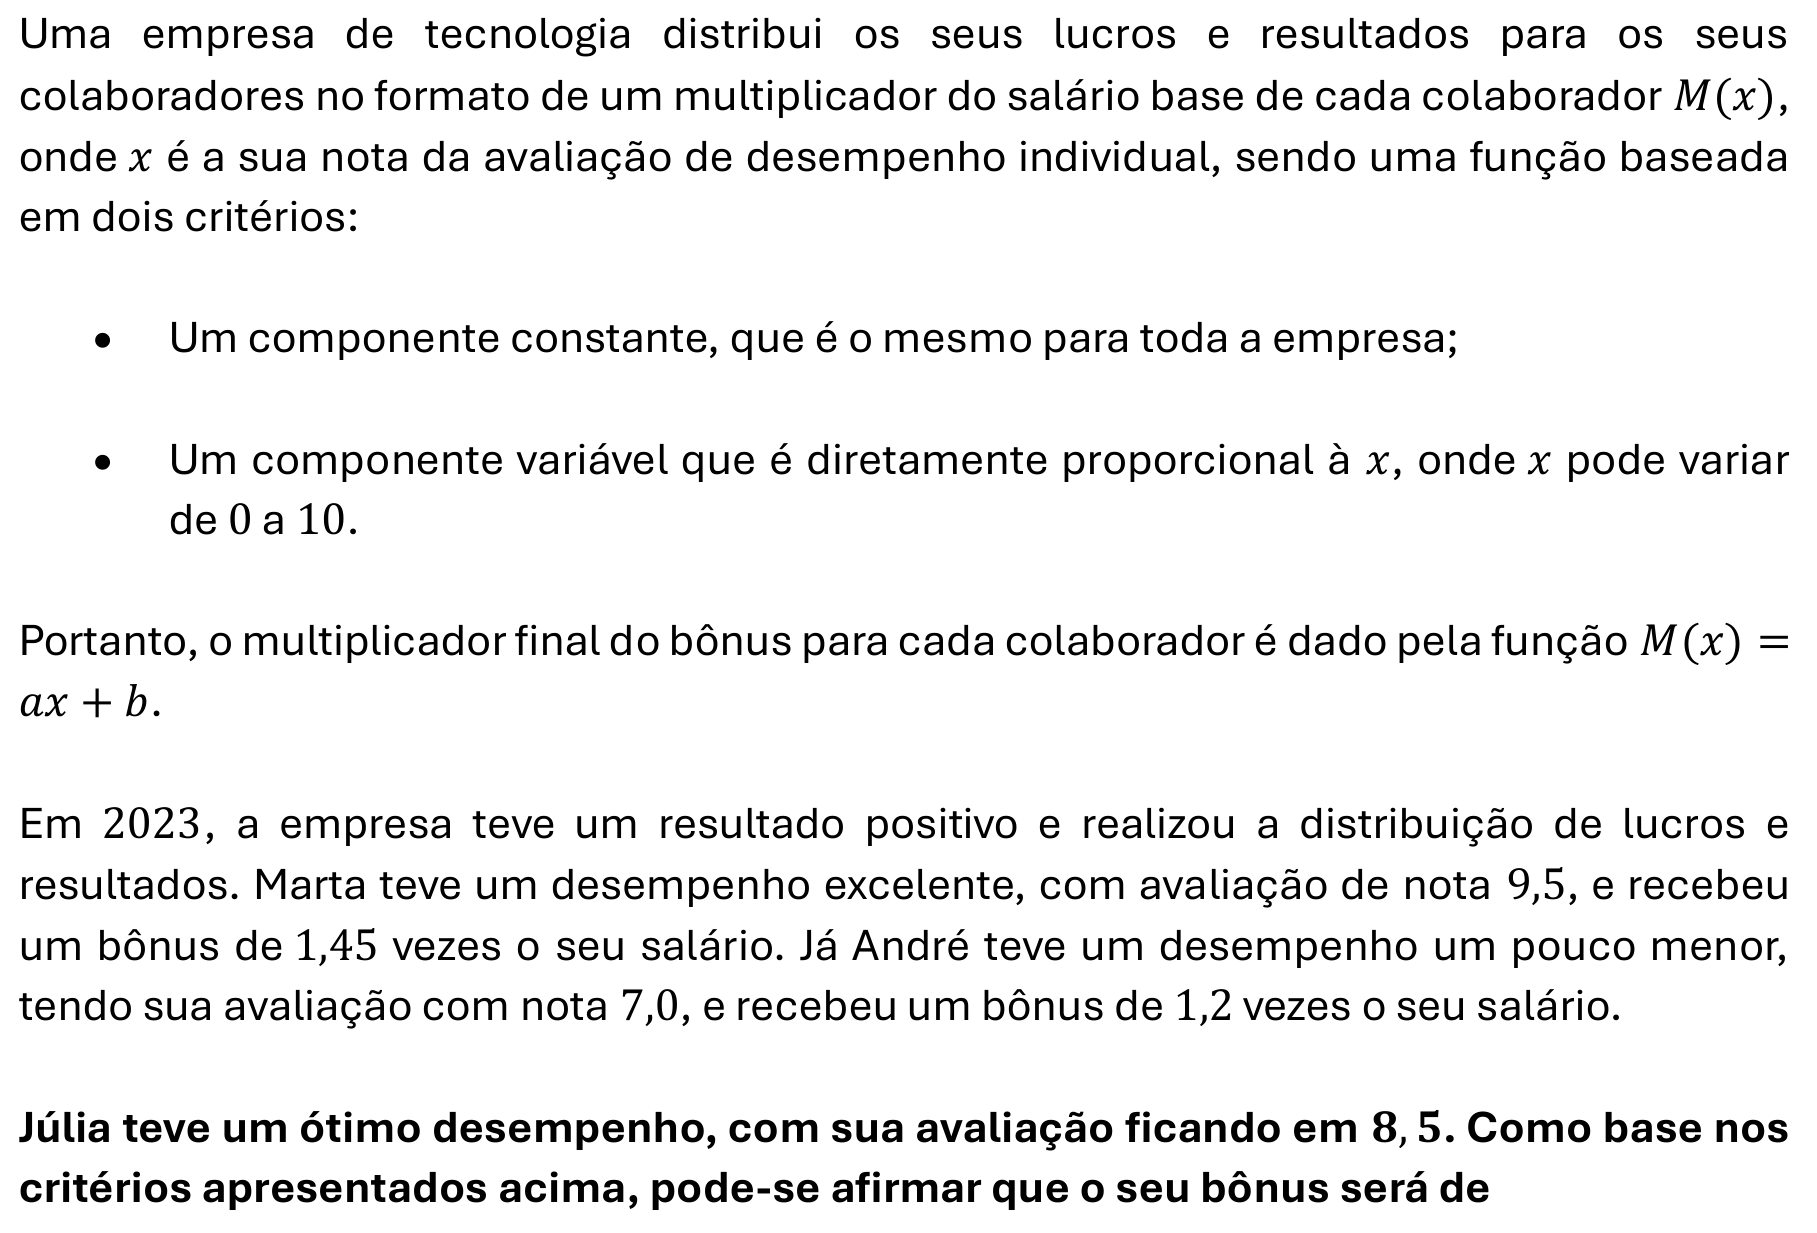 Uma empresa de tecnologia distribui os seus lucros e resultados para os seus
colaboradores no formato de um multiplicador do salário base de cada colaborador M(x),
onde x é a sua nota da avaliação de desempenho individual, sendo uma função baseada
em dois critérios:
• Um componente constante, que é o mesmo para toda a empresa;
• Um componente variável que é diretamente proporcional à x, onde x pode variar
de 0 a 10.
Portanto, o multiplicador final do bônus para cada colaborador é dado pela função M(x) =
ax + b.
Em 2023, a empresa teve um resultado positivo e realizou a distribuição de lucros e
resultados. Marta teve um desempenho excelente, com avaliação de nota 9,5, e recebeu
um bônus de 1,45 vezes o seu salário. Já André teve um desempenho um pouco menor,
tendo sua avaliação com nota 7,0, e recebeu um bônus de 1,2 vezes o seu salário.
Júlia teve um ótimo desempenho, com sua avaliação ficando em 8,5. Como base nos
critérios apresentados acima, pode-se afirmar que o seu bônus será de